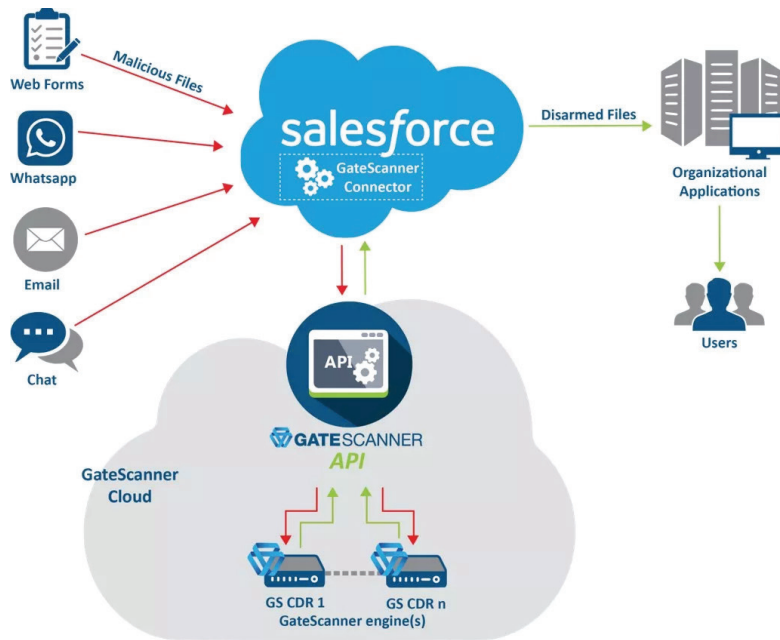 Web Forms
Malicious Files
Whatsapp
Email
Chat
salesforce
GateScanner
Connector
Disarmed Files
Organizational
Applications
Users
API
GATESCANNER
API
GateScanner
Cloud
GS CDR 1
GS CDR n
GateScanner engine(s)